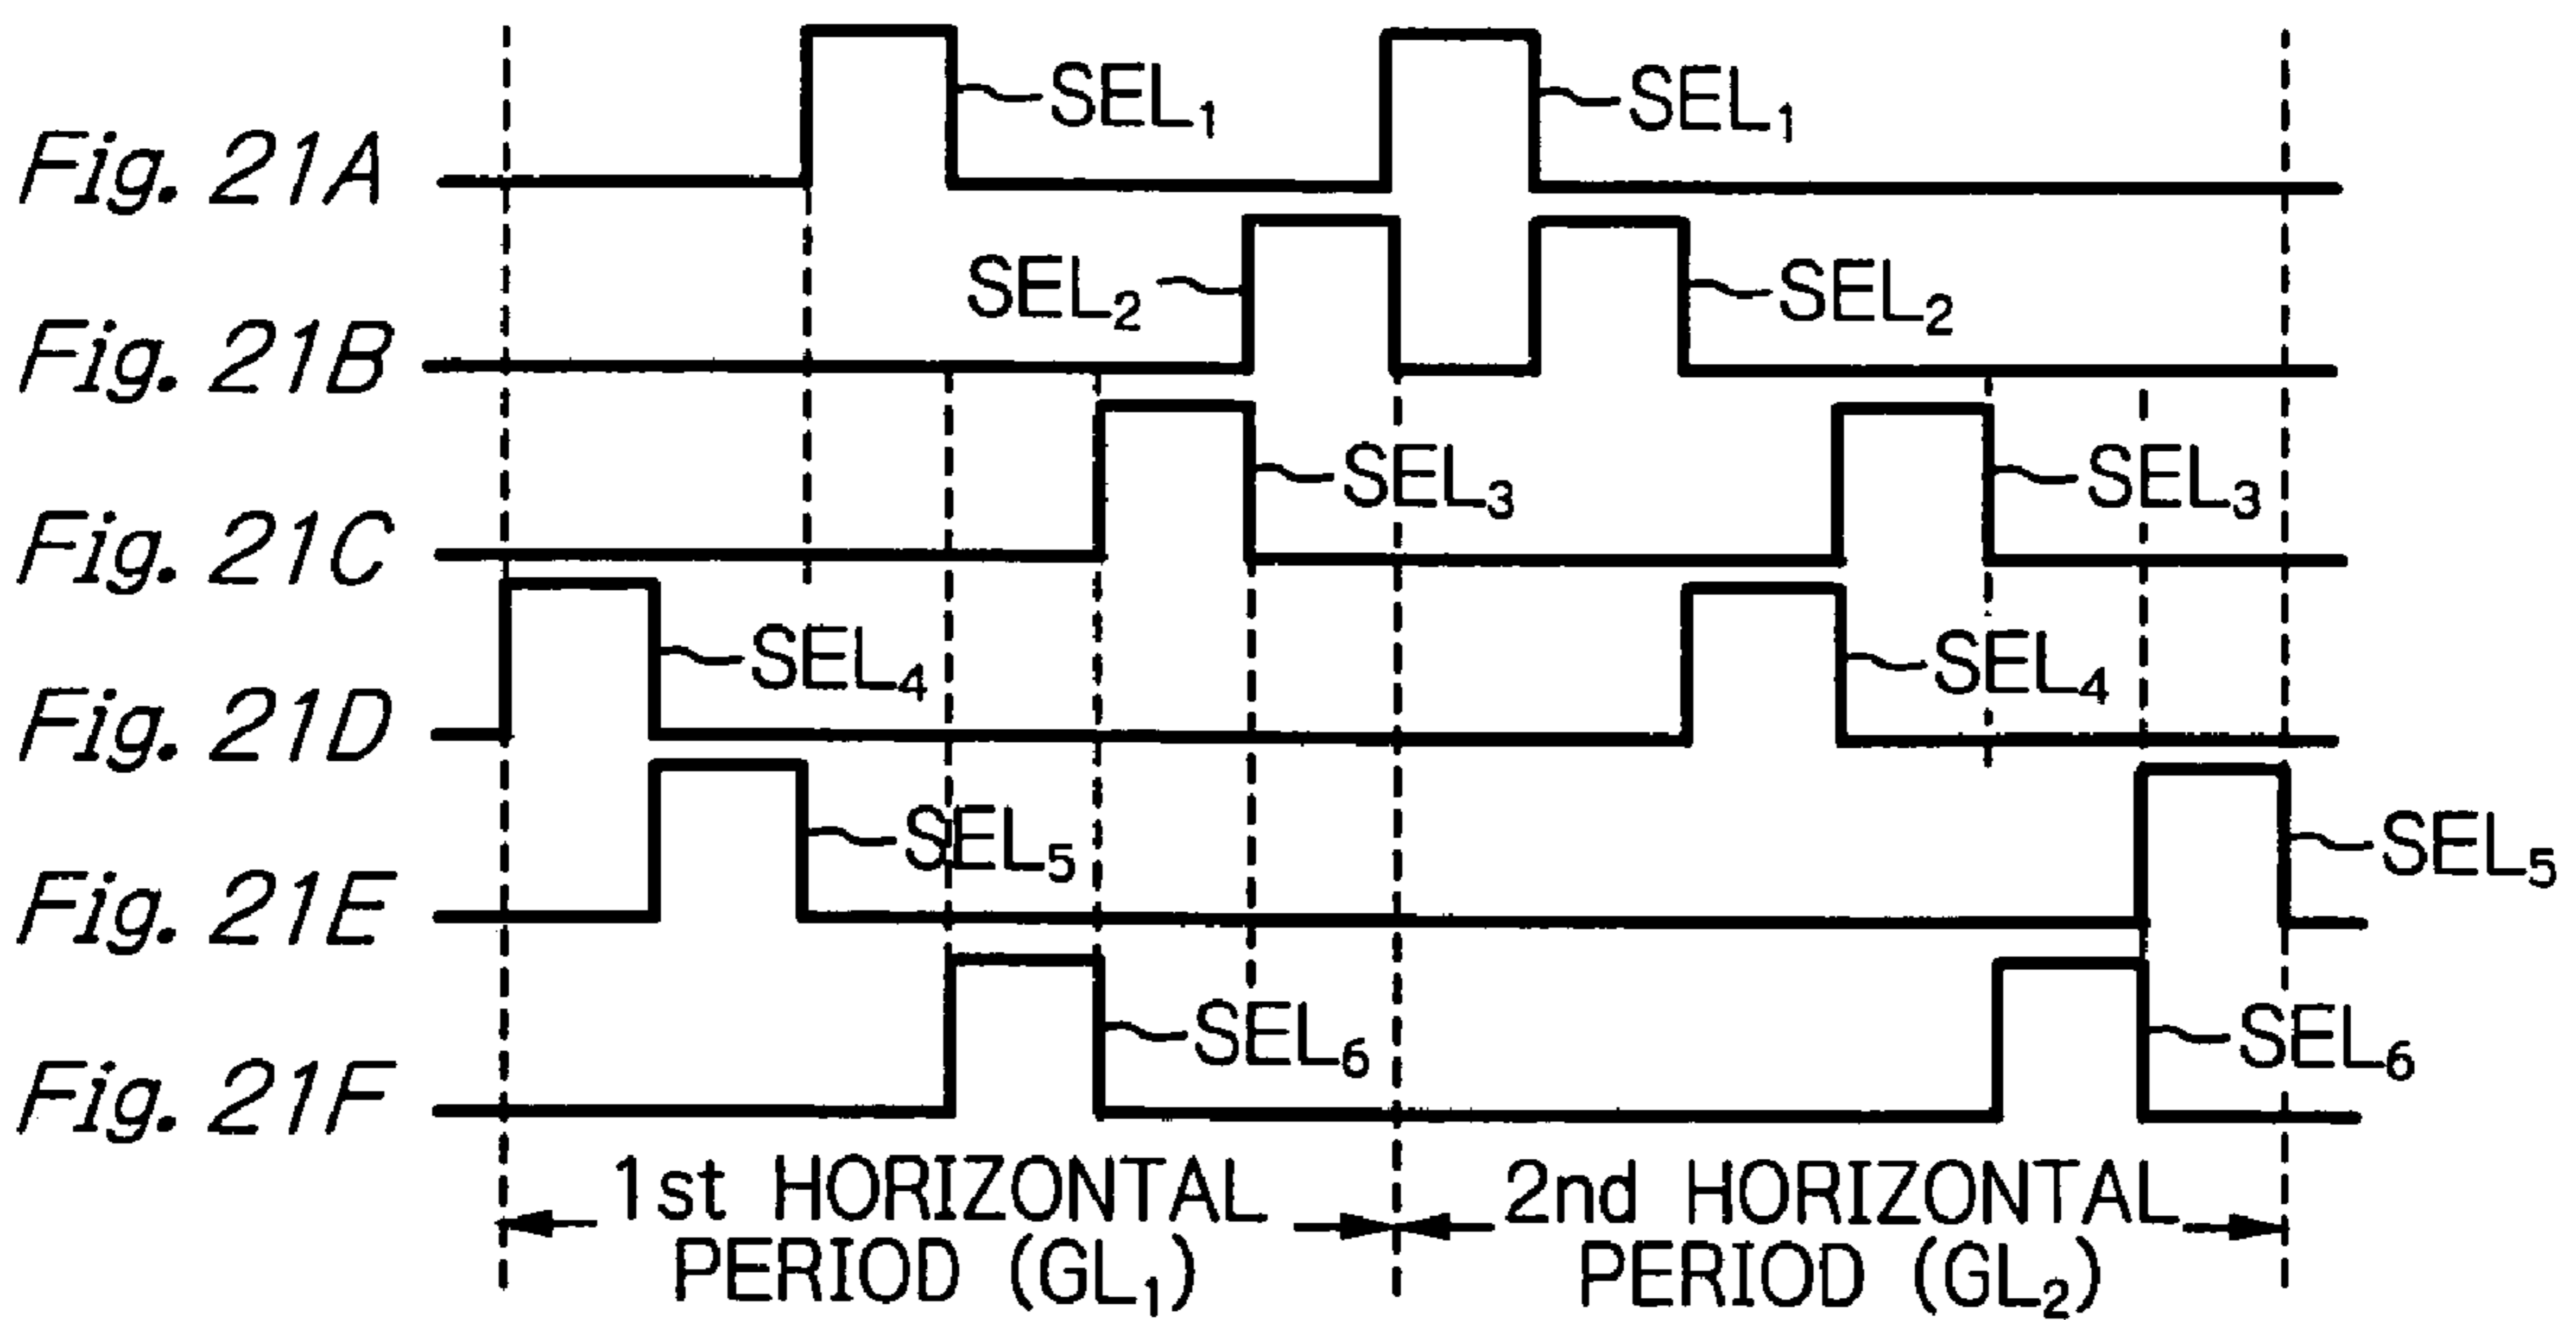 Fig. 21A
SEL₁
SEL₁
Fig. 21B
SEL₂
SEL₂
Fig. 21C
SEL₃
SEL₃
Fig. 21D
SEL₄
SEL₄
Fig. 21E
SEL₅
SEL₅
Fig. 21F
SEL₆
SEL₆
1st HORIZONTAL
PERIOD (GL₁)
2nd HORIZONTAL
PERIOD (GL₂)